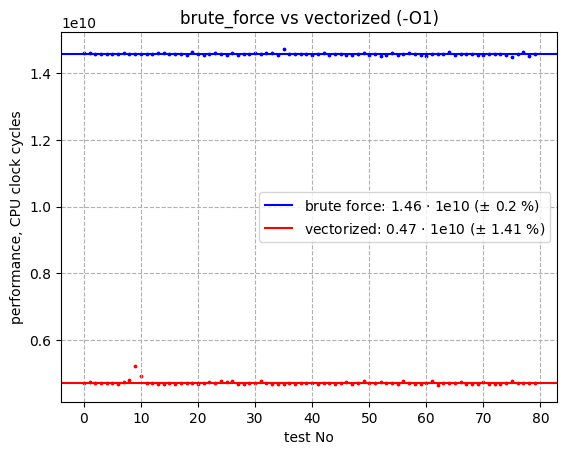 brute_force vs vectorized (-O1)
1e10
1.4
1.2
1.0
0.8
0.6
performance, CPU clock cycles
brute force: 1.46 · 1e10 (± 0.2 %)
vectorized: 0.47 · 1e10 (± 1.41 %)
0 10 20 30 40 50 60 70 80
test No